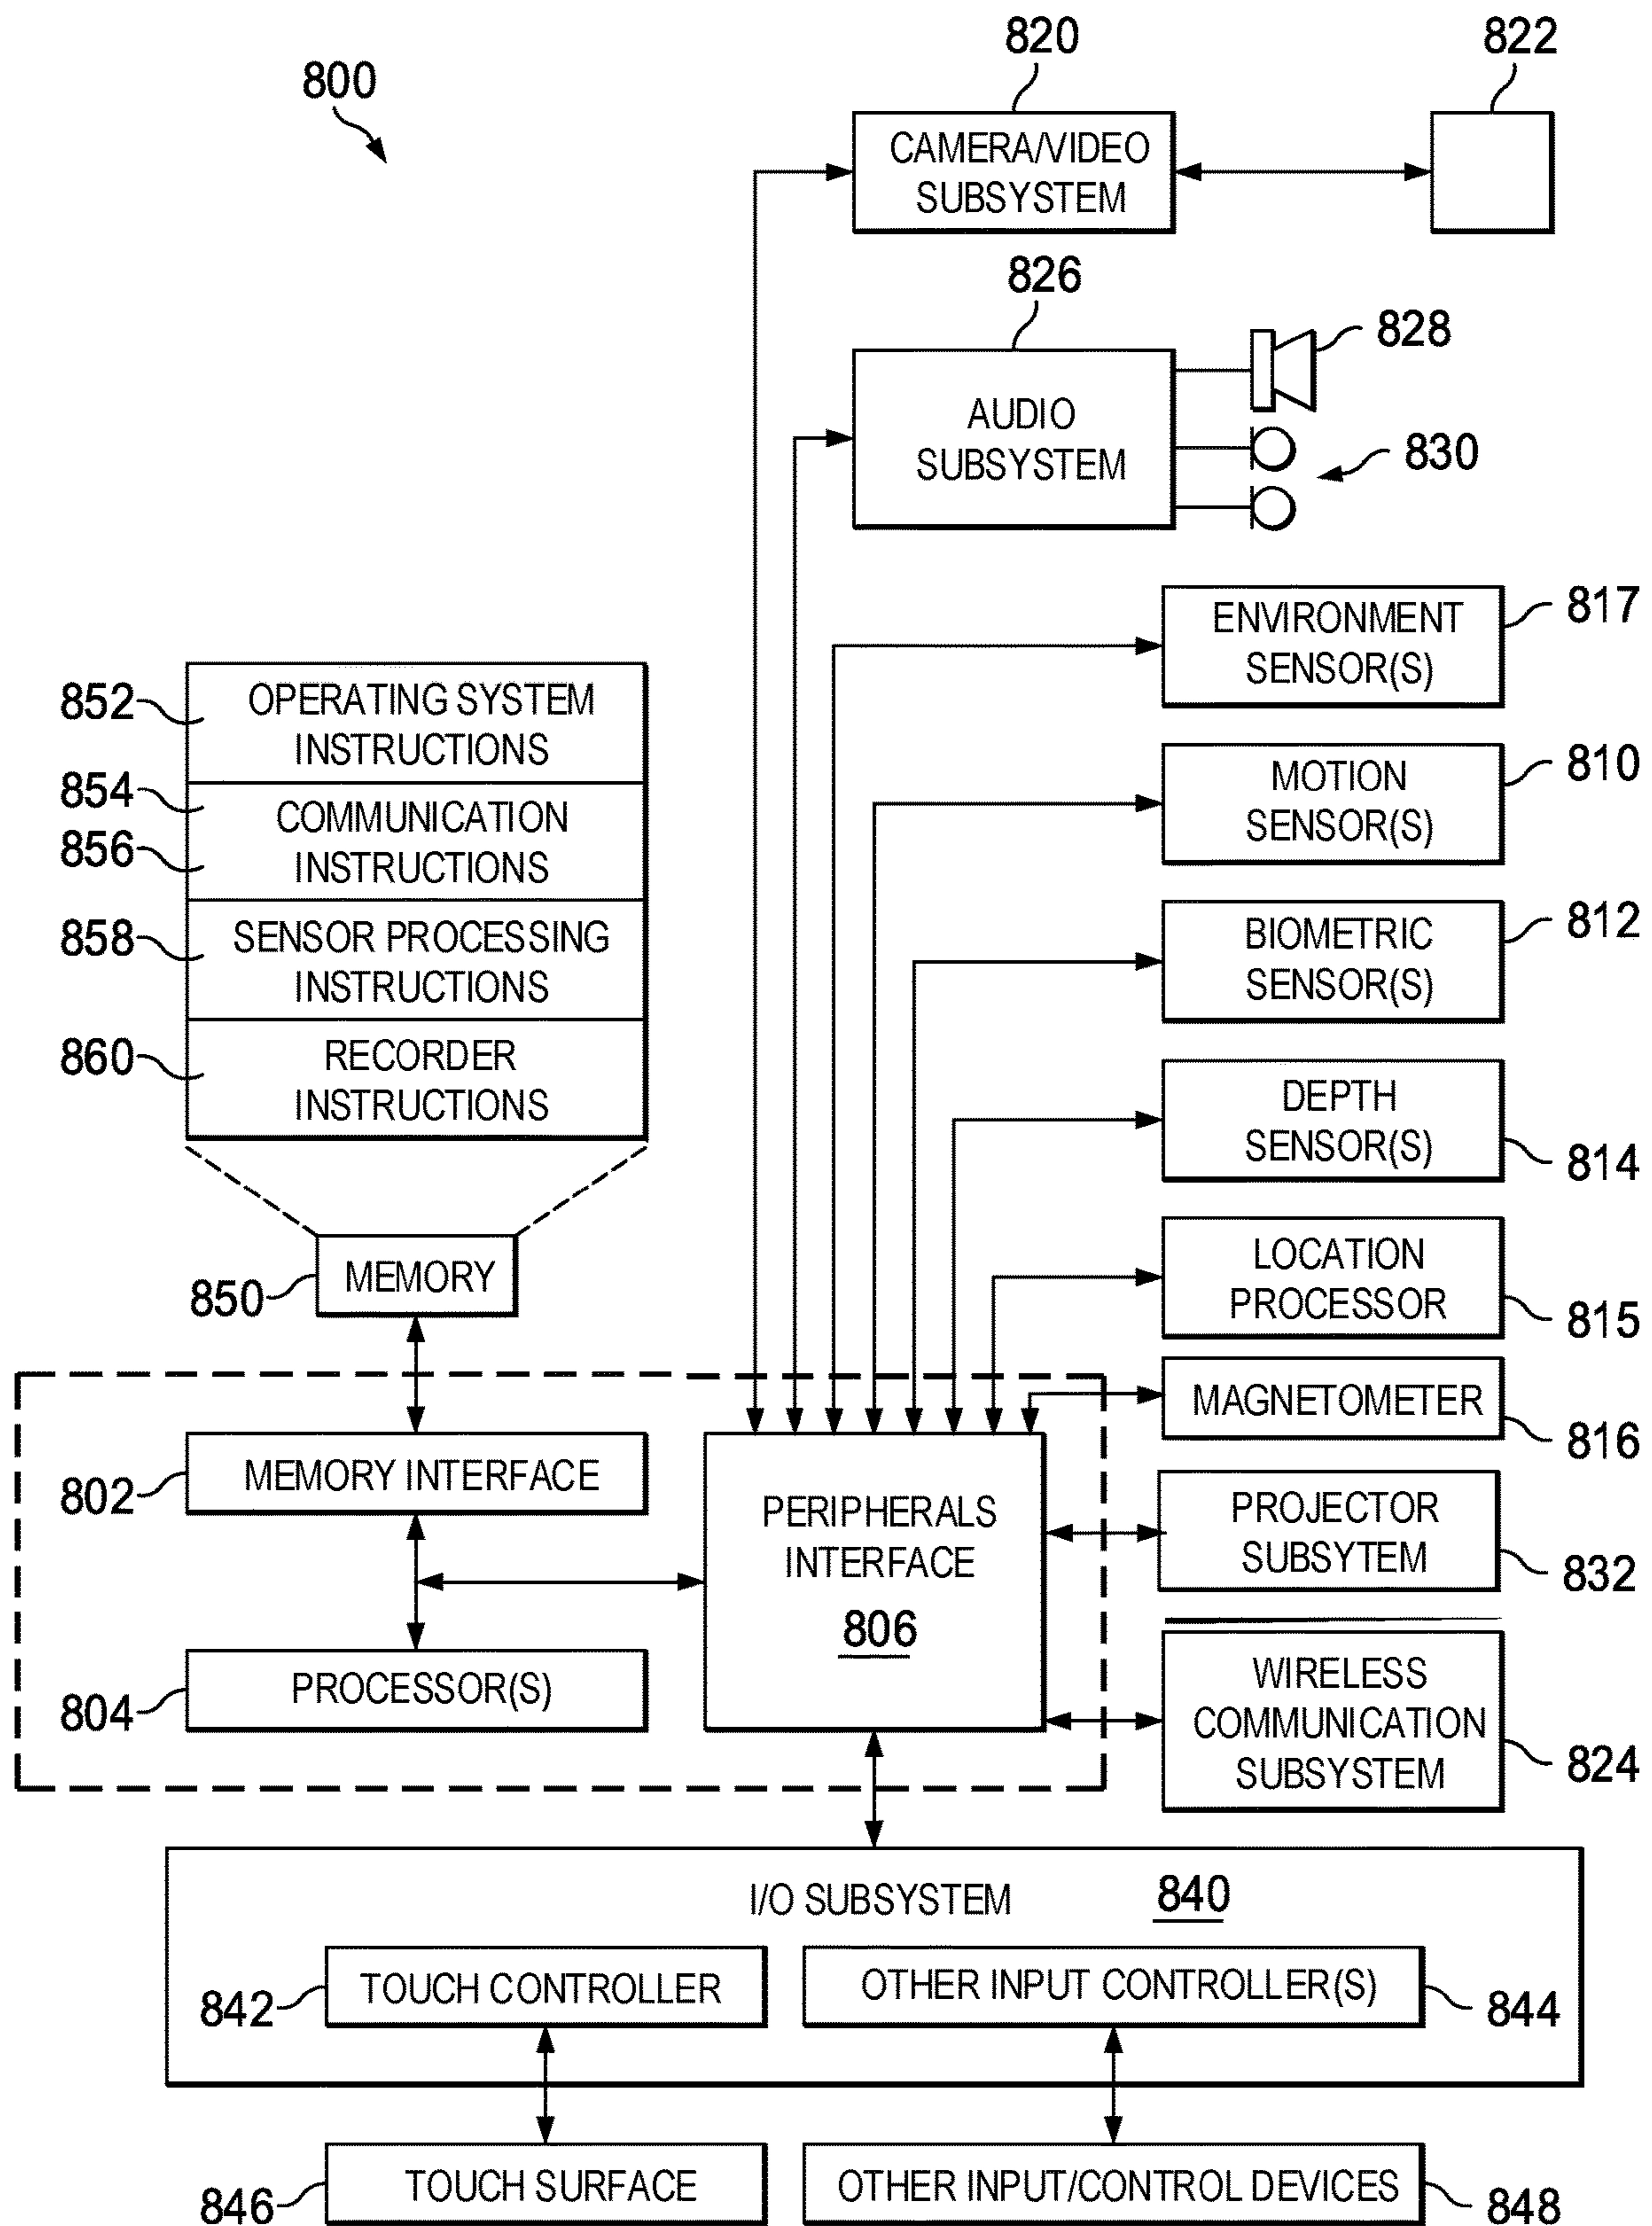 800
820
822
CAMERA/VIDEO
SUBSYSTEM
826
828
AUDIO
SUBSYSTEM
830
ENVIRONMENT
SENSOR(S)
817
852
OPERATING SYSTEM
INSTRUCTIONS
854
COMMUNICATION
INSTRUCTIONS
856
858
SENSOR PROCESSING
INSTRUCTIONS
860
RECORDER
INSTRUCTIONS
MOTION
SENSOR(S)
810
BIOMETRIC
SENSOR(S)
812
DEPTH
SENSOR(S)
814
850
MEMORY
LOCATION
PROCESSOR
815
MAGNETOMETER
816
802
MEMORY INTERFACE
PERIPHERALS
INTERFACE
806
PROJECTOR
SUBSYTEM
832
804
PROCESSOR(S)
WIRELESS
COMMUNICATION
SUBSYSTEM
824
I/O SUBSYSTEM
840
842
TOUCH CONTROLLER
OTHER INPUT CONTROLLER(S)
844
846
TOUCH SURFACE
OTHER INPUT/CONTROL DEVICES
848